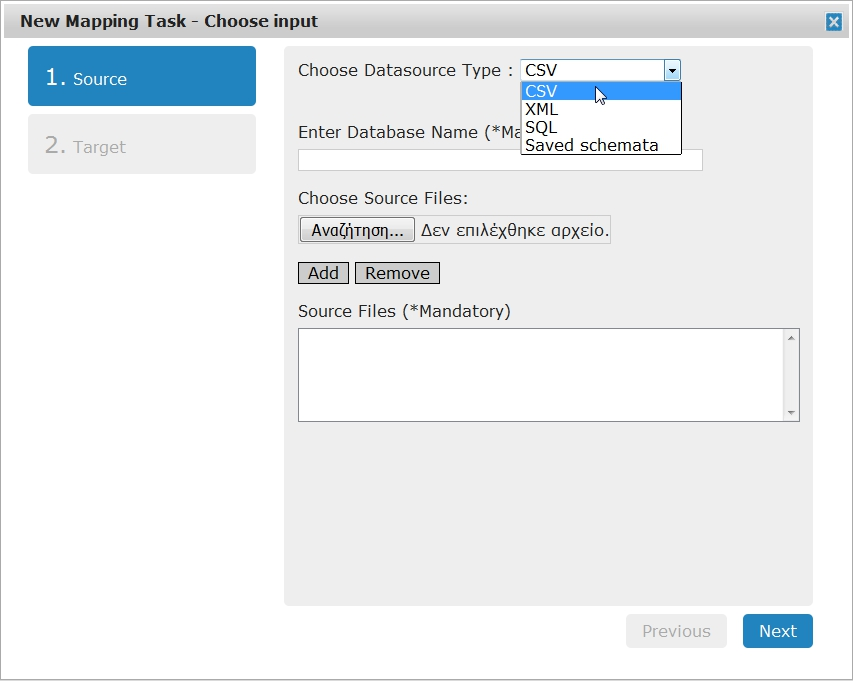 New Mapping Task - Choose input
1. Source
2. Target
Choose Datasource Type : CSV
CSV
XML
SQL
Saved schemata
Enter Database Name (*Ma
Choose Source Files:
Αναζήτηση... Δεν επιλέχθηκε αρχείο.
Add Remove
Source Files (*Mandatory)
Previous Next